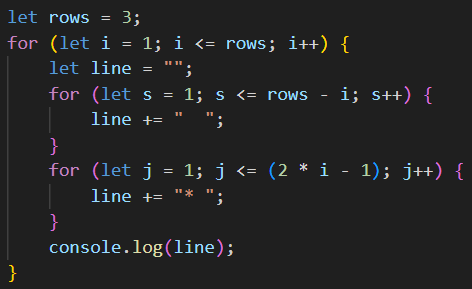 let rows = 3;
for (let i = 1; i <= rows; i++) {
    let line = "";
    for (let s = 1; s <= rows - i; s++) {
        line += "  ";
    }
    for (let j = 1; j <= (2 * i - 1); j++) {
        line += "* ";
    }
    console.log(line);
}